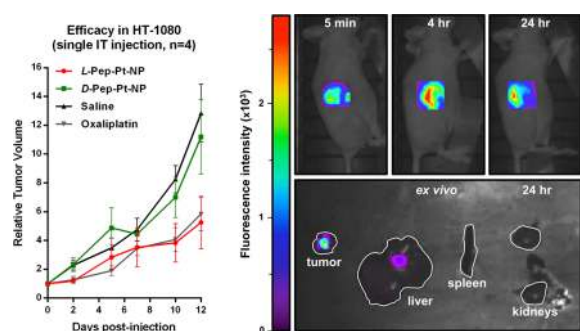 Efficacy in HT-1080
(single IT injection, n=4)
L-Pep-Pt-NP
D-Pep-Pt-NP
Saline
Oxaliplatin
Relative Tumor Volume
16
14
12
10
8
6
4
2
0
0 2 4 6 8 10 12
Days post-injection
Fluorescence intensity (x10³)
2
1
0
5 min
4 hr
24 hr
ex vivo
24 hr
tumor
liver
spleen
kidneys